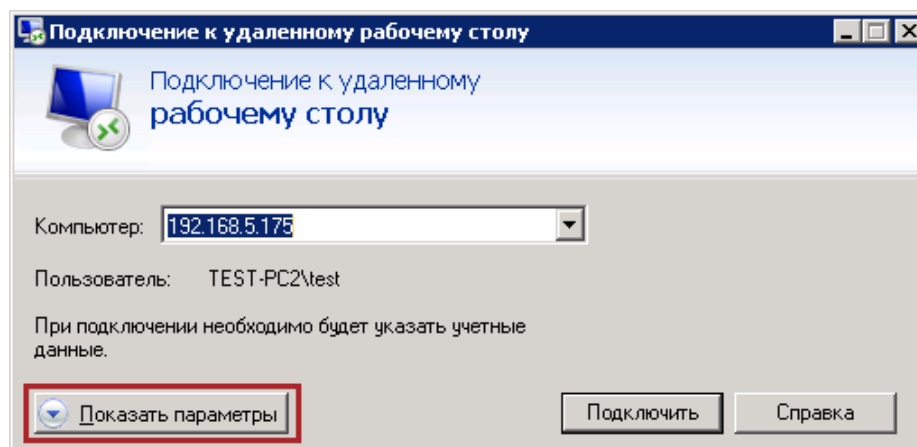 Подключение к удаленному рабочему столу
Подключение к удаленному
рабочему столу
Компьютер: 192.168.5.175
Пользователь: TEST-PC2\test
При подключении необходимо будет указать учетные
данные.
Показать параметры Подключить Справка